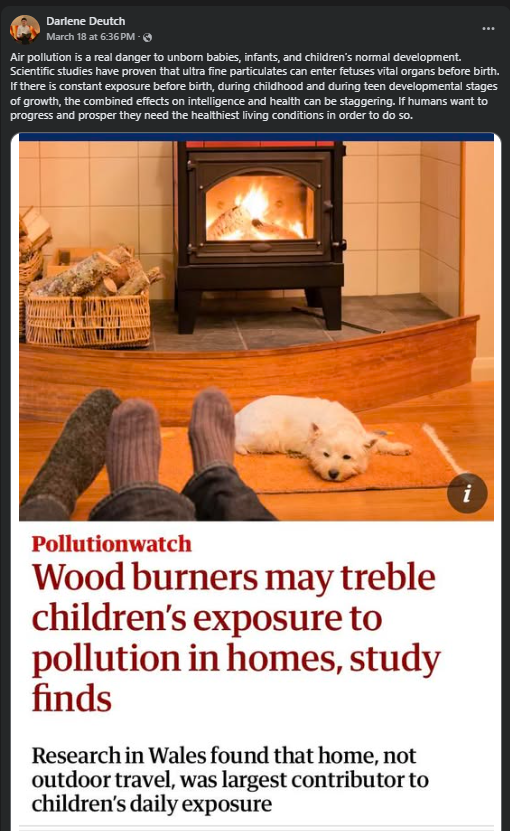 Darlene Deutch
March 18 at 6:36 PM ·
Air pollution is a real danger to unborn babies, infants, and children's normal development.
Scientific studies have proven that ultra fine particulates can enter fetuses vital organs before birth.
If there is constant exposure before birth, during childhood and during teen developmental stages
of growth, the combined effects on intelligence and health can be staggering. If humans want to
progress and prosper they need the healthiest living conditions in order to do so.
i
Pollutionwatch
Wood burners may treble
children's exposure to
pollution in homes, study
finds
Research in Wales found that home, not
outdoor travel, was largest contributor to
children's daily exposure